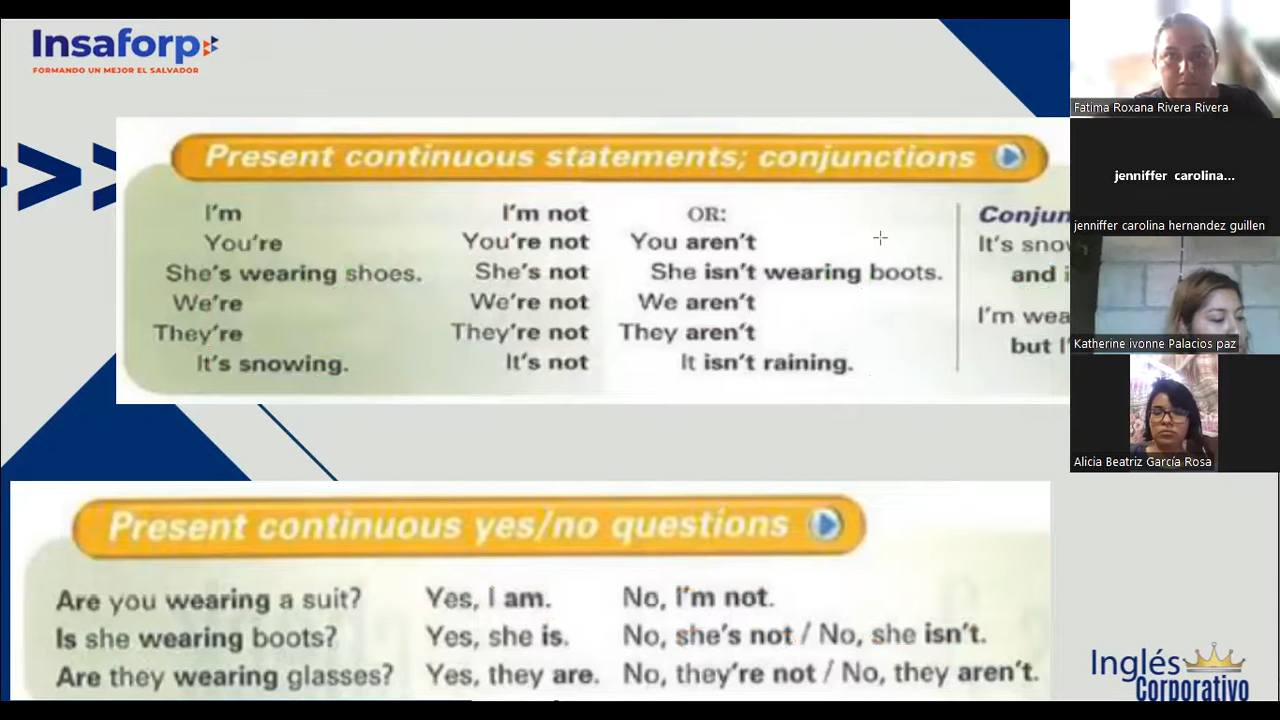 Insaforp
FORMANDO UN MEJOR EL SALVADOR
Present continuous statements; conjunctions
I'm I'm not OR:
You're You're not You aren't
She's wearing shoes. She's not She isn't wearing boots.
We're We're not We aren't
They're They're not They aren't
It's snowing. It's not It isn't raining.
It's
and
I'm
but
Present continuous yes/no questions
Are you wearing a suit? Yes, I am. No, I'm not.
Is she wearing boots? Yes, she is. No, she's not / No, she isn't.
Are they wearing glasses? Yes, they are. No, they're not / No, they aren't.
Inglés
Corporativo
Fatima Roxana Rivera Rivera
jenniffer carolina...
jenniffer carolina hernandez guillen
Katherine ivonne Palacios paz
Alicia Beatriz García Rosa